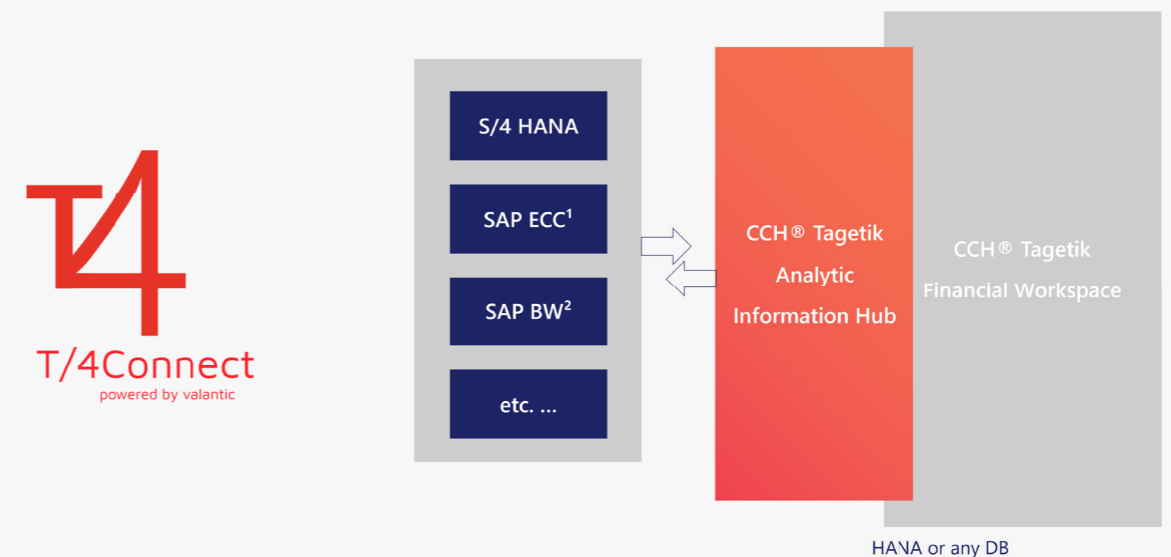 T4
T/4Connect
powered by valantic
S/4 HANA
SAP ECC¹
SAP BW²
etc. ...
CCH® Tagetik
Analytic
Information Hub
CCH® Tagetik
Financial Workspace
HANA or any DB